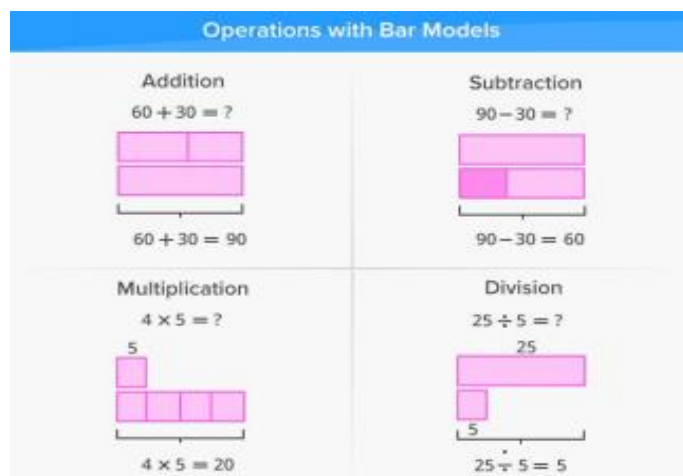 Operations with Bar Models
Addition
60 + 30 = ?
60 + 30 = 90
Subtraction
90 − 30 = ?
90 − 30 = 60
Multiplication
4 × 5 = ?
5
4 × 5 = 20
Division
25 ÷ 5 = ?
25
5
25 ÷ 5 = 5